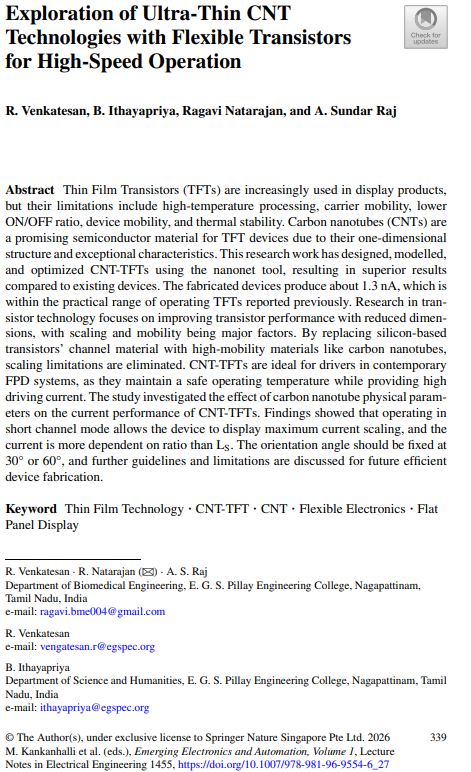 Exploration of Ultra-Thin CNT
Technologies with Flexible Transistors
for High-Speed Operation
Check for
updates
R. Venkatesan, B. Ithayapriya, Ragavi Natarajan, and A. Sundar Raj
Abstract Thin Film Transistors (TFTs) are increasingly used in display products,
but their limitations include high-temperature processing, carrier mobility, lower
ON/OFF ratio, device mobility, and thermal stability. Carbon nanotubes (CNTs) are
a promising semiconductor material for TFT devices due to their one-dimensional
structure and exceptional characteristics. This research work has designed, modelled,
and optimized CNT-TFTs using the nanonet tool, resulting in superior results
compared to existing devices. The fabricated devices produce about 1.3 nA, which is
within the practical range of operating TFTs reported previously. Research in tran-
sistor technology focuses on improving transistor performance with reduced dimen-
sions, with scaling and mobility being major factors. By replacing silicon-based
transistors’ channel material with high-mobility materials like carbon nanotubes,
scaling limitations are eliminated. CNT-TFTs are ideal for drivers in contemporary
FPD systems, as they maintain a safe operating temperature while providing high
driving current. The study investigated the effect of carbon nanotube physical param-
eters on the current performance of CNT-TFTs. Findings showed that operating in
short channel mode allows the device to display maximum current scaling, and the
current is more dependent on ratio than LS. The orientation angle should be fixed at
30° or 60°, and further guidelines and limitations are discussed for future efficient
device fabrication.
Keyword Thin Film Technology · CNT-TFT · CNT · Flexible Electronics · Flat
Panel Display
R. Venkatesan · R. Natarajan (✉) · A. S. Raj
Department of Biomedical Engineering, E. G. S. Pillay Engineering College, Nagapattinam,
Tamil Nadu, India
e-mail: ragavi.bme004@gmail.com
R. Venkatesan
e-mail: vengatesan.r@egspec.org
B. Ithayapriya
Department of Science and Humanities, E. G. S. Pillay Engineering College, Nagapattinam, Tamil
Nadu, India
e-mail: ithayapriya@egspec.org
© The Author(s), under exclusive license to Springer Nature Singapore Pte Ltd. 2026 339
M. Kankanhalli et al. (eds.), Emerging Electronics and Automation, Volume 1, Lecture
Notes in Electrical Engineering 1455, https://doi.org/10.1007/978-981-96-9554-6_27